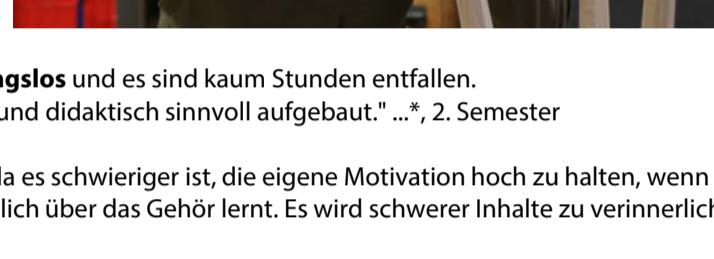 ngslos und es sind kaum Stunden entfallen.
und didaktisch sinnvoll aufgebaut." ...*, 2. Semester
da es schwieriger ist, die eigene Motivation hoch zu halten, wenn
lich über das Gehör lernt. Es wird schwerer Inhalte zu verinnerlich